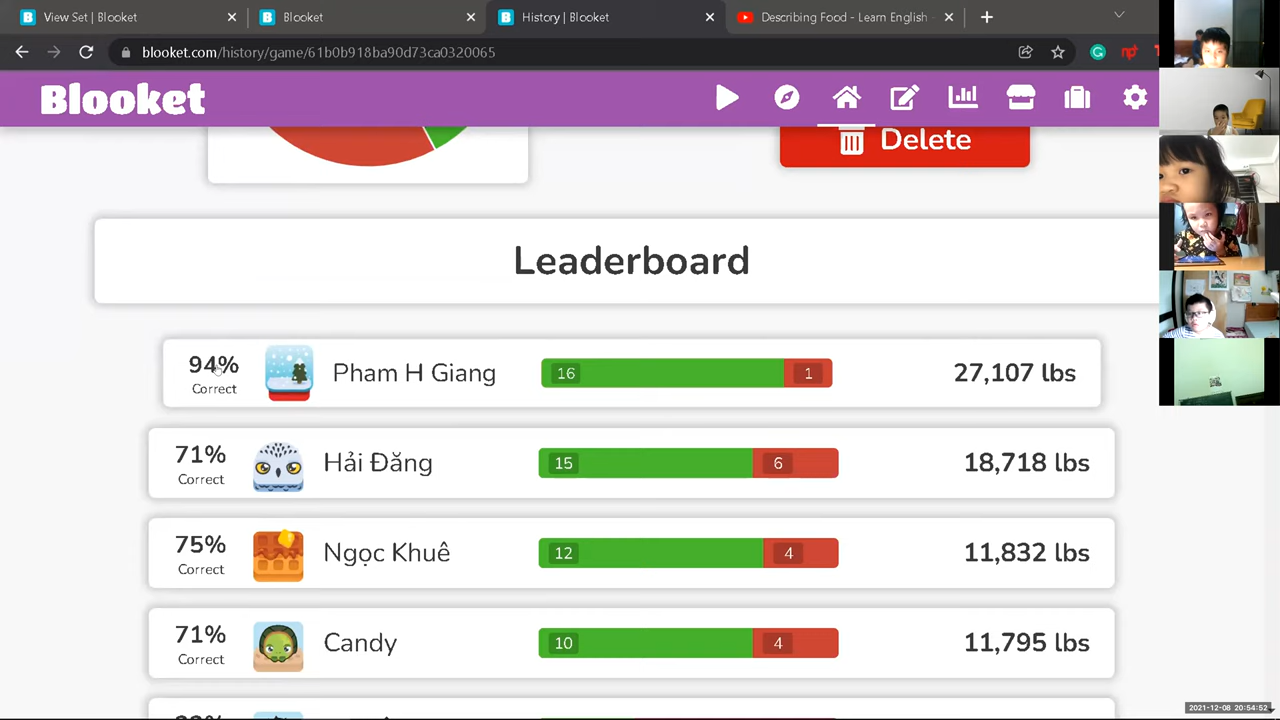 View Set | Blooket
Blooket
History | Blooket
Describing Food - Learn English
blooket.com/history/game/61b0b918ba90d73ca0320065
Blooket
Delete
Leaderboard
94%
Correct
Pham H Giang
16
1
27,107 lbs
71%
Correct
Hải Đăng
15
6
18,718 lbs
75%
Correct
Ngọc Khuê
12
4
11,832 lbs
71%
Correct
Candy
10
4
11,795 lbs
2021-12-08 20:54:52